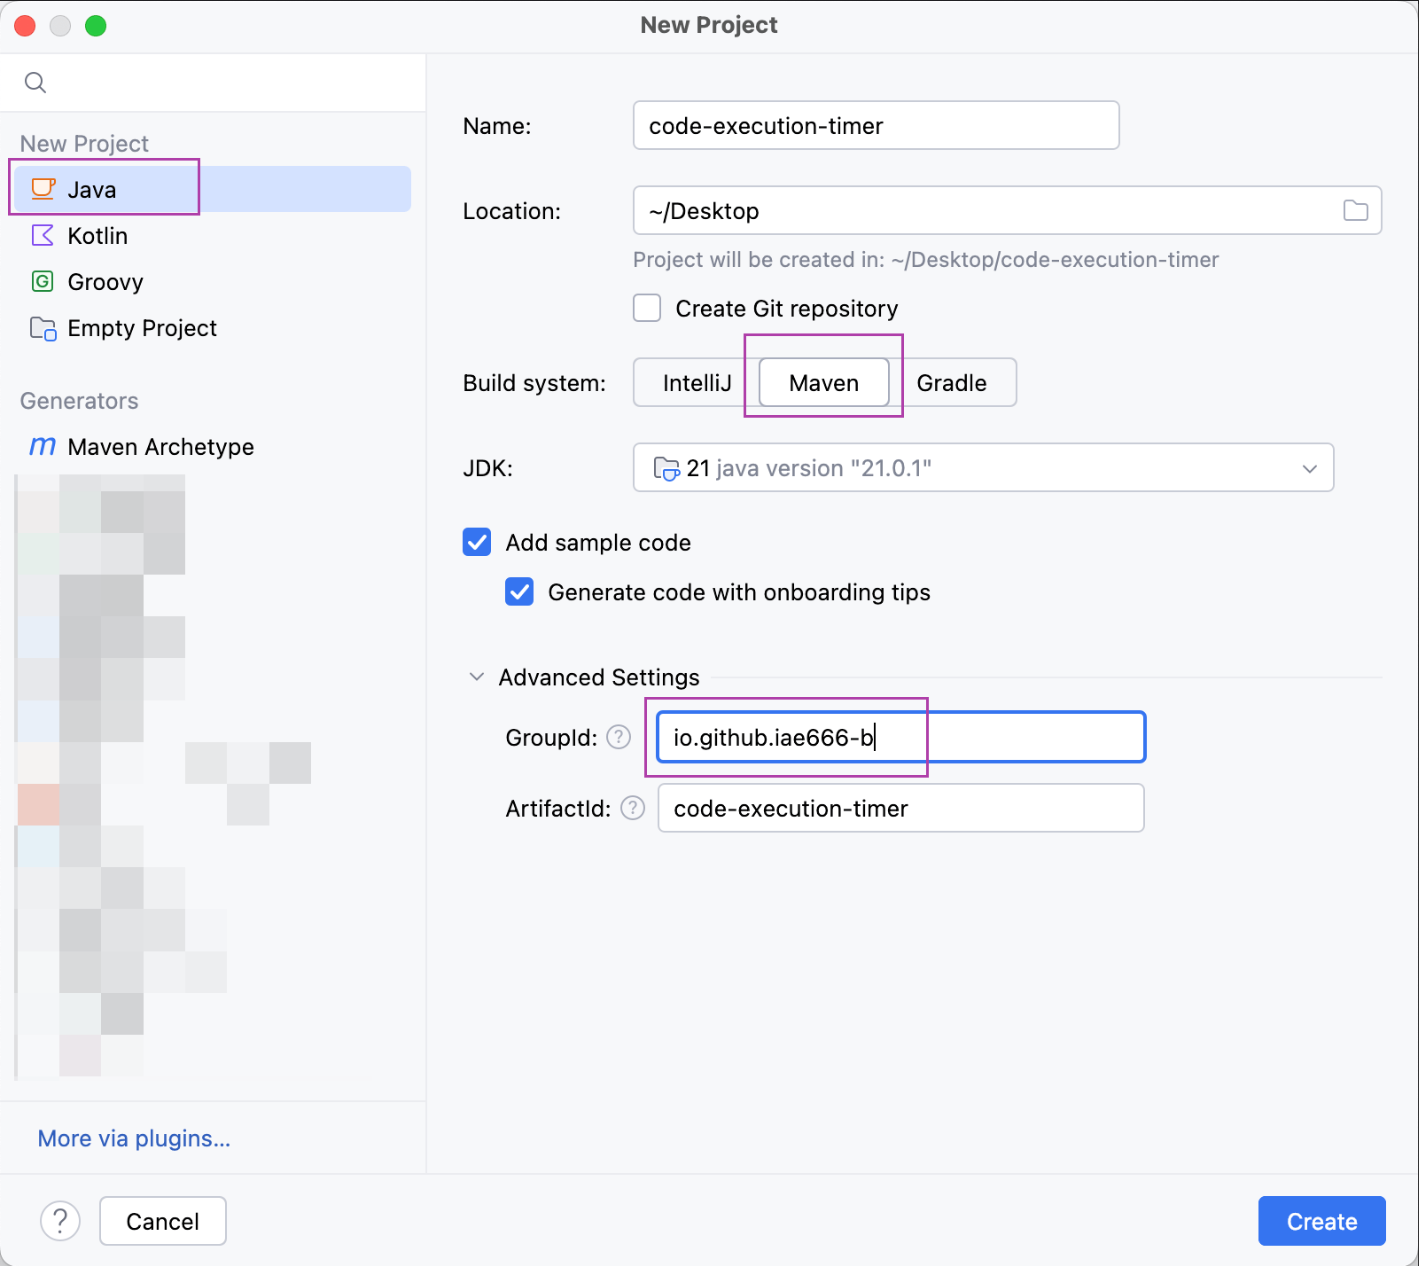 New Project
New Project
Java
Kotlin
Groovy
Empty Project
Generators
m Maven Archetype
More via plugins...
Name: code-execution-timer
Location: ~/Desktop
Project will be created in: ~/Desktop/code-execution-timer
Create Git repository
Build system: IntelliJ Maven Gradle
JDK: 21 java version "21.0.1"
Add sample code
Generate code with onboarding tips
Advanced Settings
GroupId: ? io.github.iae666-b
ArtifactId: ? code-execution-timer
? Cancel Create